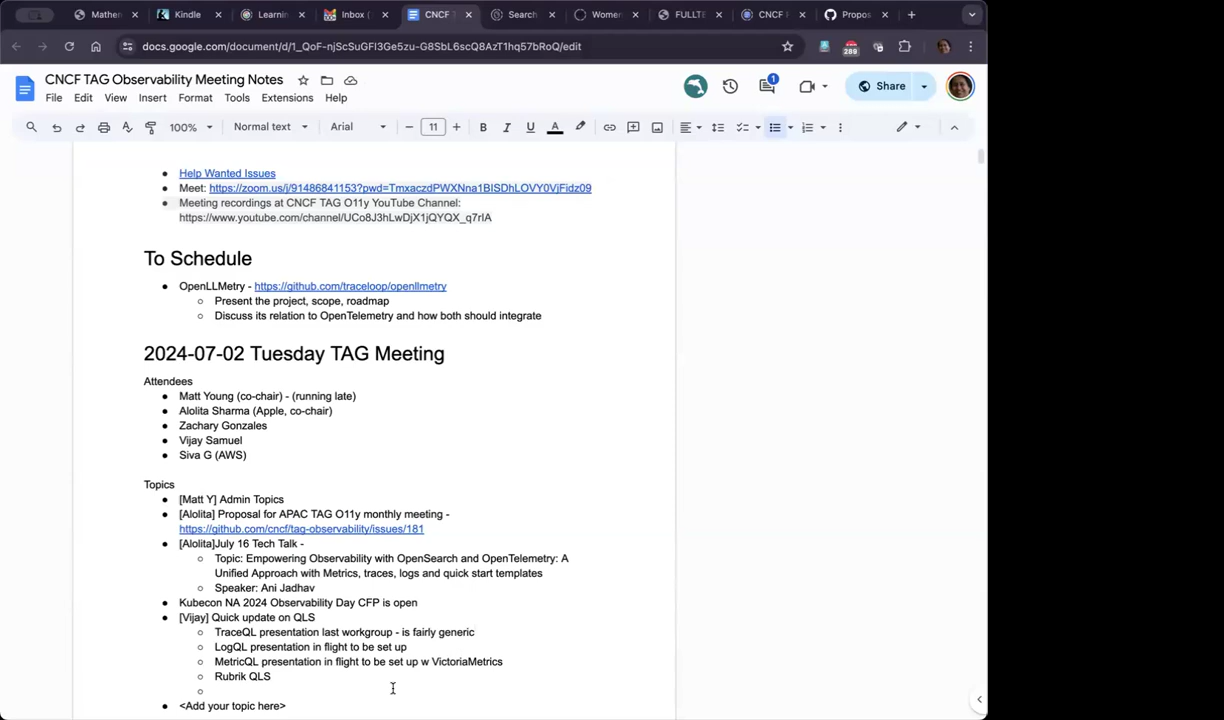 Mather
Kindle
Learnin
Inbox (
CNCF T
Search
Women
FULLTE
CNCF F
Propos
docs.google.com/document/d/1_QoF-njScSuGFI3Ge5zu-G8SbL6scQ8AzT1hq57bRoQ/edit
289
CNCF TAG Observability Meeting Notes
File Edit View Insert Format Tools Extensions Help
1
Share
100% Normal text Arial 11 B I U A
Help Wanted Issues
Meet: https://zoom.us/j/91486841153?pwd=TmxaczdPWXNna1BISDhLOVY0VjFidz09
Meeting recordings at CNCF TAG O11y YouTube Channel:
https://www.youtube.com/channel/UCo8J3hLwDjX1jQYQX_q7rIA
To Schedule
OpenLLMetry - https://github.com/traceloop/openllmetry
Present the project, scope, roadmap
Discuss its relation to OpenTelemetry and how both should integrate
2024-07-02 Tuesday TAG Meeting
Attendees
Matt Young (co-chair) - (running late)
Alolita Sharma (Apple, co-chair)
Zachary Gonzales
Vijay Samuel
Siva G (AWS)
Topics
[Matt Y] Admin Topics
[Alolita] Proposal for APAC TAG O11y monthly meeting -
https://github.com/cncf/tag-observability/issues/181
[Alolita]July 16 Tech Talk -
Topic: Empowering Observability with OpenSearch and OpenTelemetry: A
Unified Approach with Metrics, traces, logs and quick start templates
Speaker: Ani Jadhav
Kubecon NA 2024 Observability Day CFP is open
[Vijay] Quick update on QLS
TraceQL presentation last workgroup - is fairly generic
LogQL presentation in flight to be set up
MetricQL presentation in flight to be set up w VictoriaMetrics
Rubrik QLS
<Add your topic here>